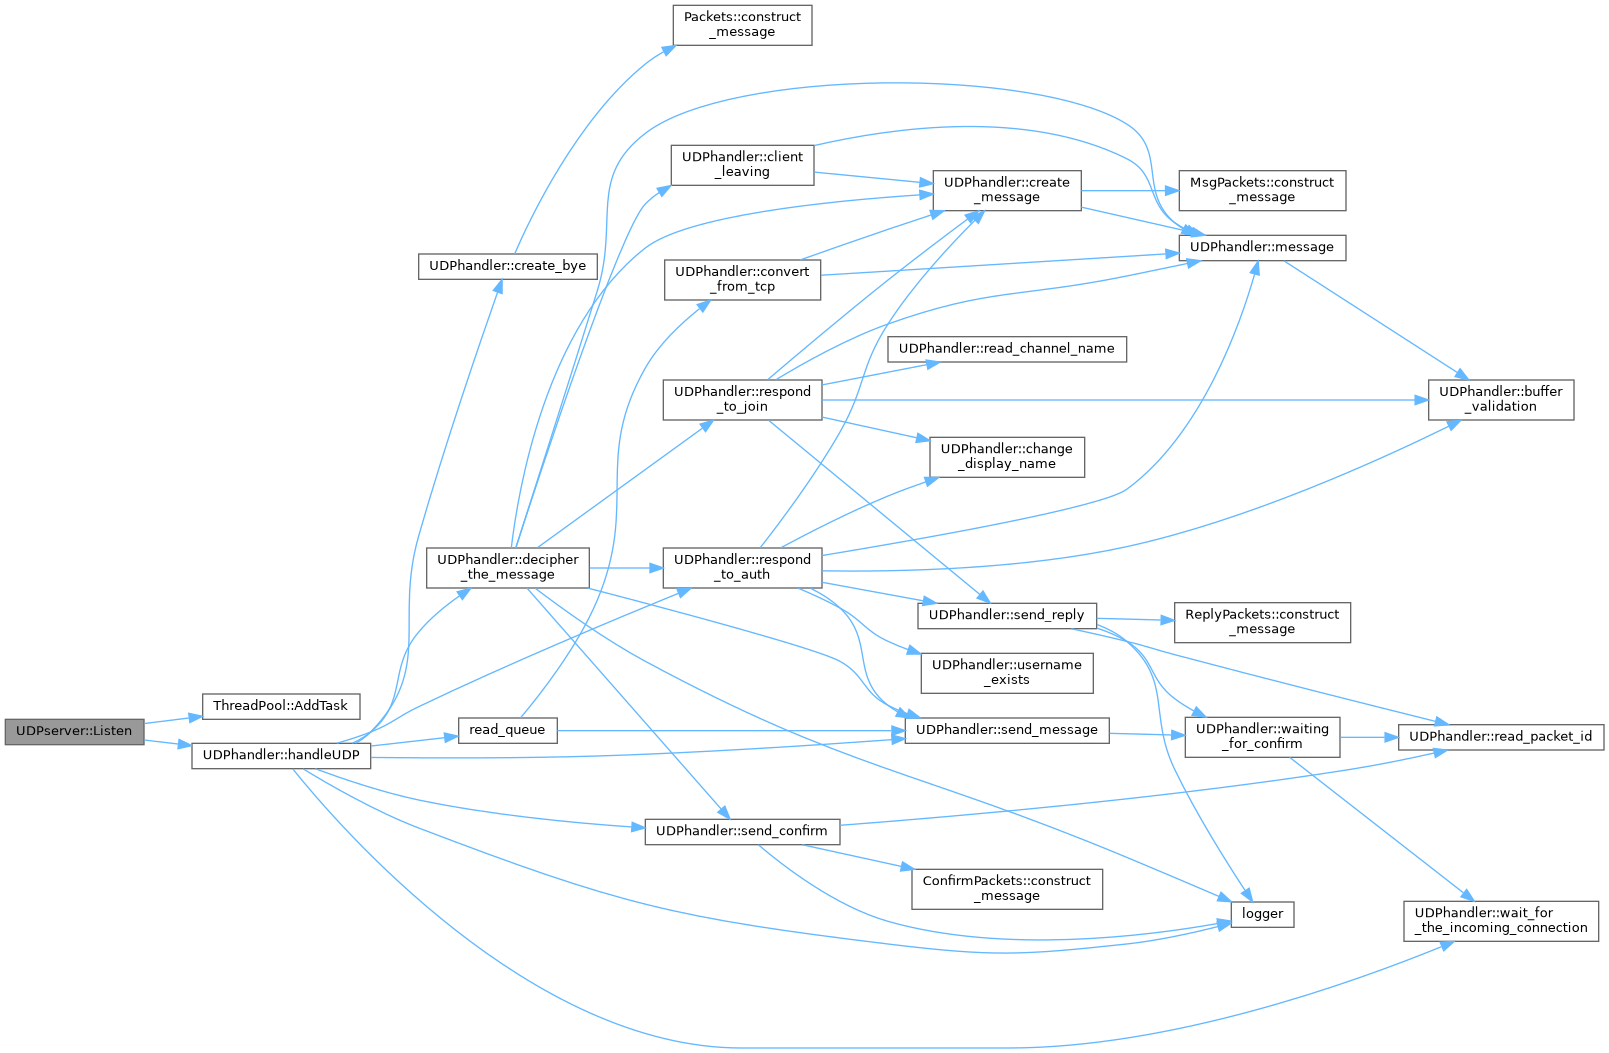 Packets::construct
_message
UDPhandler::client
_leaving
UDPhandler::create
_message
MsgPackets::construct
_message
UDPhandler::message
UDPhandler::create_bye
UDPhandler::convert
_from_tcp
UDPhandler::read_channel_name
UDPhandler::respond
_to_join
UDPhandler::buffer
_validation
UDPhandler::change
_display_name
UDPhandler::decipher
_the_message
UDPhandler::respond
_to_auth
UDPhandler::send_reply
ReplyPackets::construct
_message
UDPhandler::username
_exists
ThreadPool::AddTask
UDPserver::Listen
UDPhandler::handleUDP
read_queue
UDPhandler::send_message
UDPhandler::waiting
_for_confirm
UDPhandler::read_packet_id
UDPhandler::send_confirm
ConfirmPackets::construct
_message
logger
UDPhandler::wait_for
_the_incoming_connection